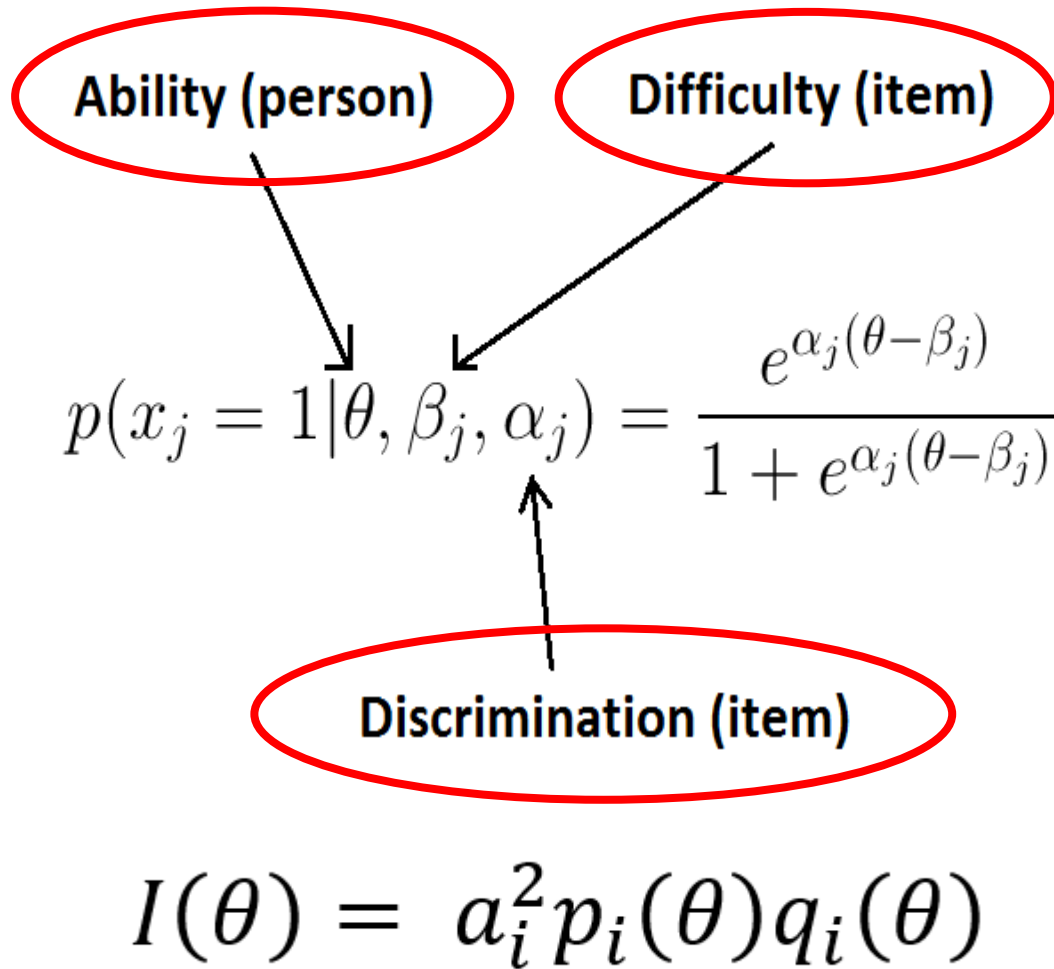 Ability (person) Difficulty (item)
p(x_j = 1|θ, β_j, α_j) = e^{α_j(θ−β_j)} / 1 + e^{α_j(θ−β_j)}
Discrimination (item)
I(θ) = a_i^2 p_i(θ)q_i(θ)